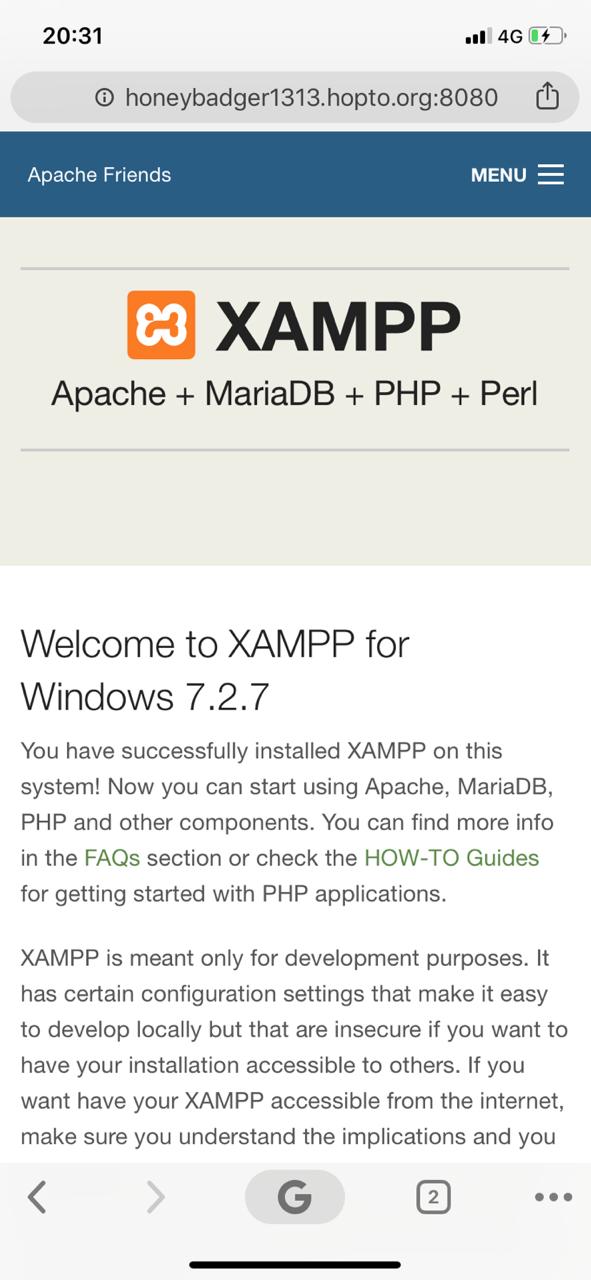 20:31
4G
honeybadger1313.hopto.org:8080
Apache Friends
MENU
XAMPP
Apache + MariaDB + PHP + Perl
Welcome to XAMPP for
Windows 7.2.7
You have successfully installed XAMPP on this
system! Now you can start using Apache, MariaDB,
PHP and other components. You can find more info
in the FAQs section or check the HOW-TO Guides
for getting started with PHP applications.
XAMPP is meant only for development purposes. It
has certain configuration settings that make it easy
to develop locally but that are insecure if you want to
have your installation accessible to others. If you
want have your XAMPP accessible from the internet,
make sure you understand the implications and you
G
2